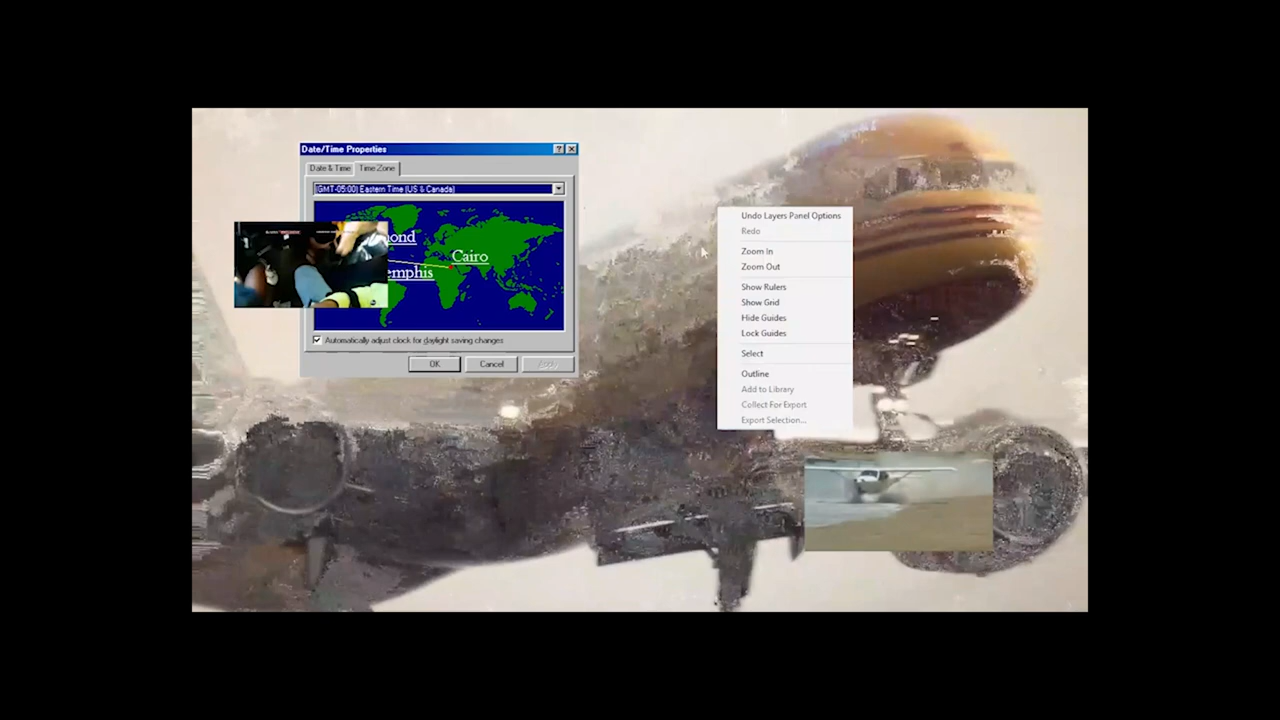 Date/Time Properties
Date & Time Time Zone
(GMT-05:00) Eastern Time (US & Canada)
Cairo
Automatically adjust clock for daylight saving changes
OK Cancel Apply
Undo Layers Panel Options
Redo
Zoom In
Zoom Out
Show Rulers
Show Grid
Hide Guides
Lock Guides
Select
Outline
Add to Library
Collect For Export
Export Selection...